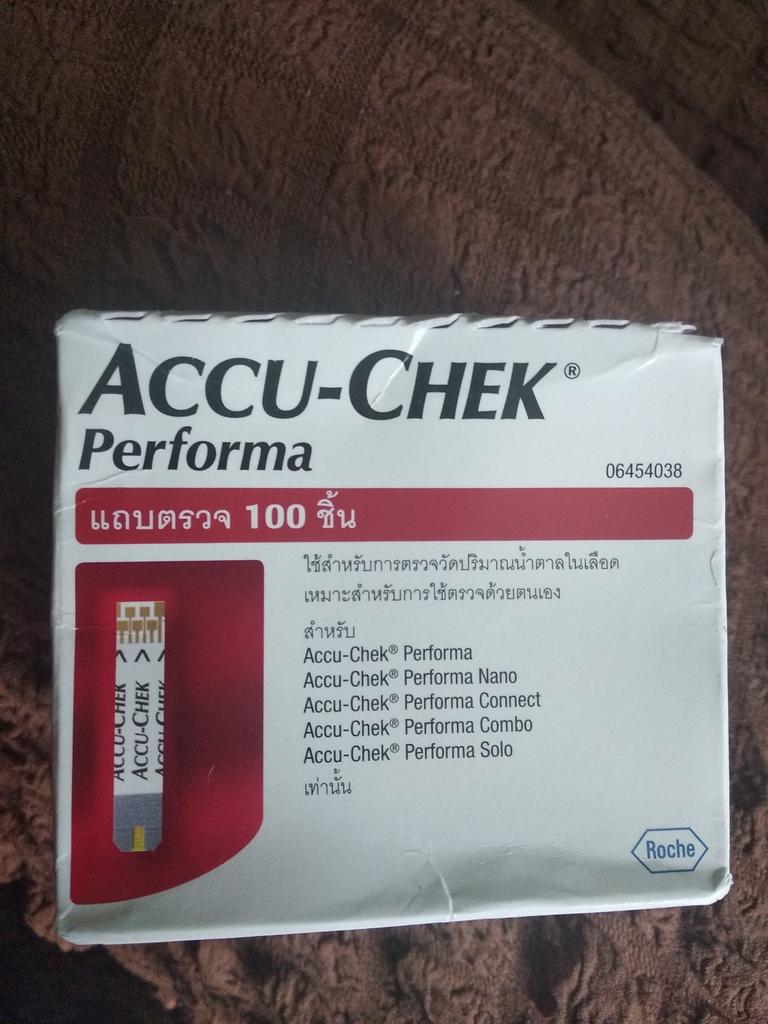 ACCU-CHEK®
Performa
06454038
แถบตรวจ 100 ชิ้น
ใช้สำหรับการตรวจวัดปริมาณน้ำตาลในเลือด
เหมาะสำหรับการใช้ตรวจด้วยตนเอง
สำหรับ
Accu-Chek® Performa
Accu-Chek® Performa Nano
Accu-Chek® Performa Connect
Accu-Chek® Performa Combo
Accu-Chek® Performa Solo
เท่านั้น
ACCU-CHEK
ACCU-CHEK
ACCU-CHEK
Roche